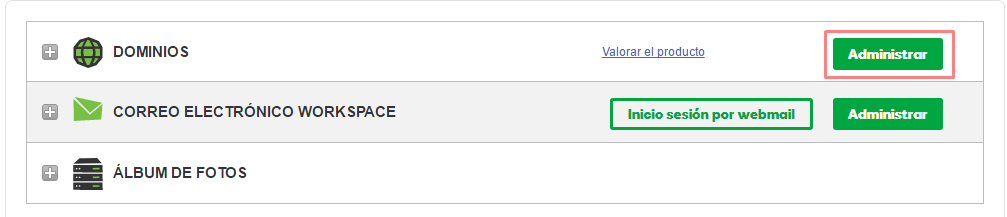 DOMINIOS Valorar el producto Administrar
CORREO ELECTRÓNICO WORKSPACE Inicio sesión por webmail Administrar
ÁLBUM DE FOTOS